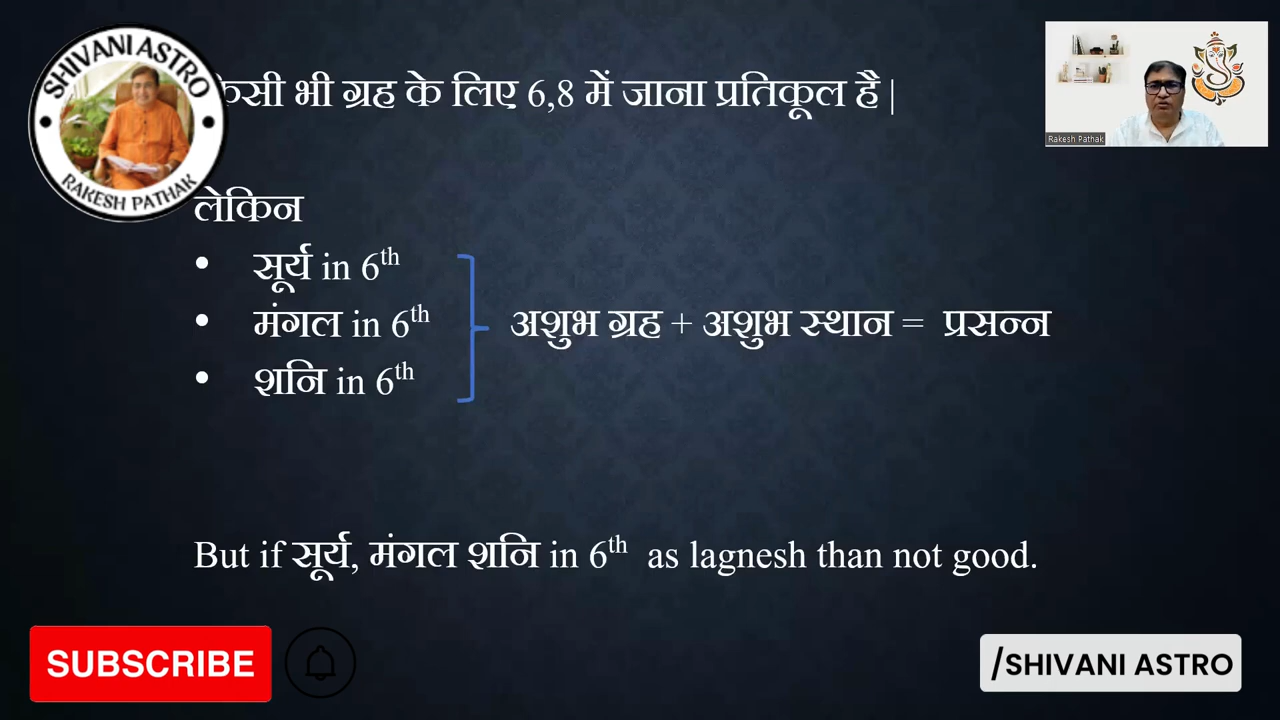 SHIVANI ASTRO
RAKESH PATHAK
भी ग्रह के लिए 6,8 में जाना प्रतिकूल है |
Rakesh Pathak
लेकिन
• सूर्य in 6th
• मंगल in 6th
• शनि in 6th
अशुभ ग्रह + अशुभ स्थान = प्रसन्न
But if सूर्य, मंगल शनि in 6th as lagnesh than not good.
SUBSCRIBE
/SHIVANI ASTRO